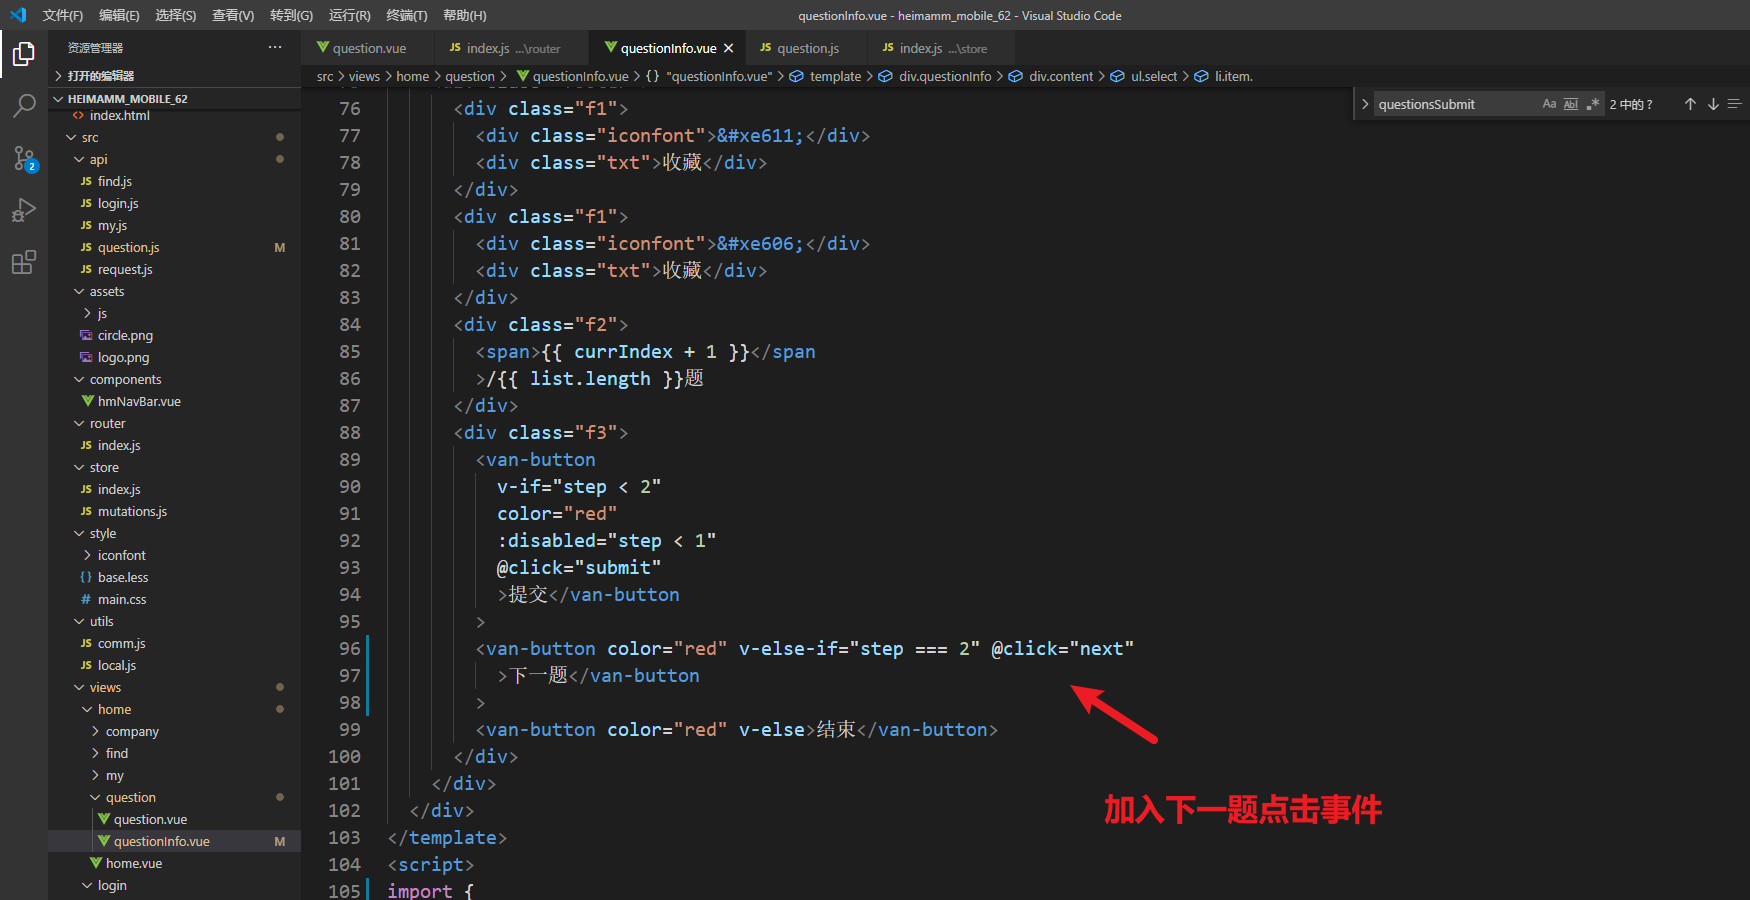 文件(F) 编辑(E) 选择(S) 查看(V) 转到(G) 运行(R) 终端(T) 帮助(H) questionInfo.vue - heimamm_mobile_62 - Visual Studio Code
资源管理器 ···
question.vue index.js ...\router questionInfo.vue × question.js index.js ...\store
src > views > home > question > questionInfo.vue > {} "questionInfo.vue" > template > div.questionInfo > div.content > ul.select > li.item.
questionsSubmit Aa Abl .* 2 中的 ?
打开的编辑器
HEIMAMM_MOBILE_62
index.html
src
api
JS find.js
JS login.js
JS my.js
JS question.js M
JS request.js
assets
js
circle.png
logo.png
components
hmNavBar.vue
router
JS index.js
store
JS index.js
JS mutations.js
style
iconfont
{} base.less
# main.css
utils
JS comm.js
JS local.js
views
home
company
find
my
question
question.vue
questionInfo.vue M
home.vue
login
2
76 <div class="f1">
77 <div class="iconfont">&#xe611;</div>
78 <div class="txt">收藏</div>
79 </div>
80 <div class="f1">
81 <div class="iconfont">&#xe606;</div>
82 <div class="txt">收藏</div>
83 </div>
84 <div class="f2">
85 <span>{{ currIndex + 1 }}</span
86 >/{{ list.length }}题
87 </div>
88 <div class="f3">
89 <van-button
90 v-if="step < 2"
91 color="red"
92 :disabled="step < 1"
93 @click="submit"
94 >提交</van-button
95 >
96 <van-button color="red" v-else-if="step === 2" @click="next"
97 >下一题</van-button
98 >
99 <van-button color="red" v-else>结束</van-button>
100 </div>
101 </div>
102 </div>
103 </template>
104 <script>
105 import {
加入下一题点击事件